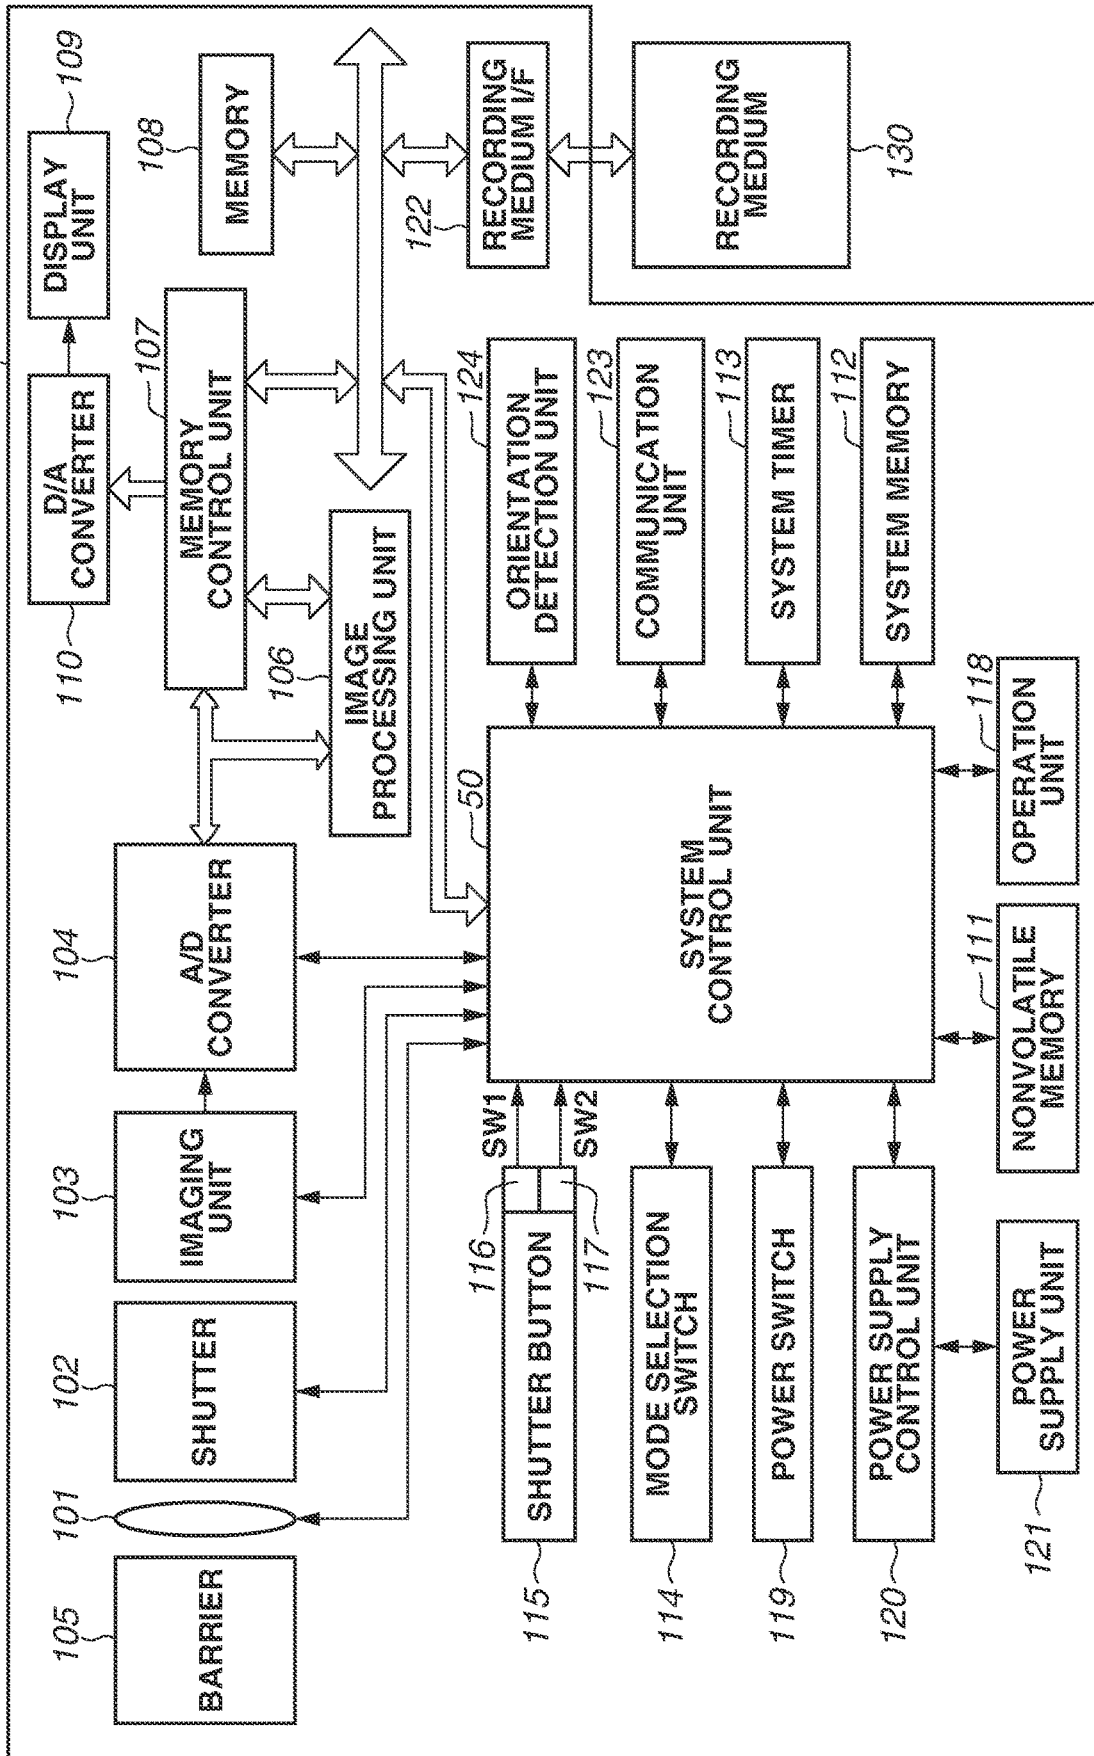 105
BARRIER
101
102
SHUTTER
103
IMAGING
UNIT
104
A/D
CONVERTER
110
D/A
CONVERTER
109
DISPLAY
UNIT
107
MEMORY
CONTROL UNIT
106
IMAGE
PROCESSING UNIT
108
MEMORY
122
RECORDING
MEDIUM I/F
RECORDING
MEDIUM
130
50
SYSTEM
CONTROL UNIT
115
SHUTTER BUTTON
116
117
SW1
SW2
114
MODE SELECTION
SWITCH
119
POWER SWITCH
120
POWER SUPPLY
CONTROL UNIT
121
POWER
SUPPLY UNIT
124
ORIENTATION
DETECTION UNIT
123
COMMUNICATION
UNIT
113
SYSTEM TIMER
112
SYSTEM MEMORY
111
NONVOLATILE
MEMORY
118
OPERATION
UNIT